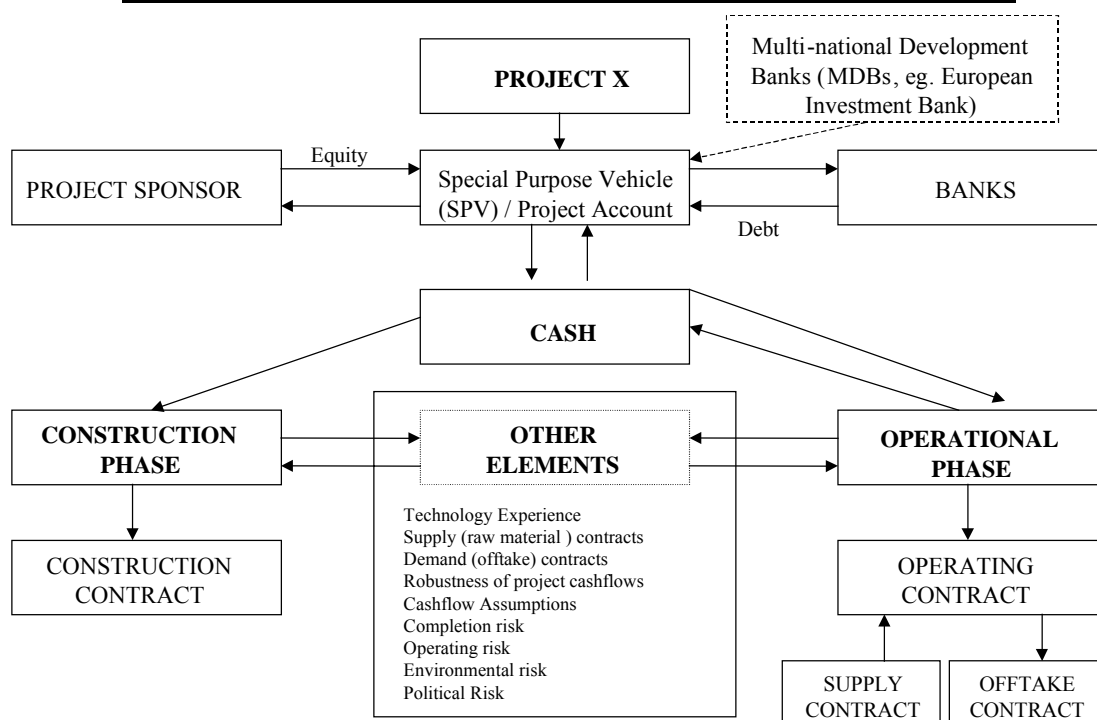 Multi-national Development
Banks (MDBs, eg. European
Investment Bank)
PROJECT X
Equity
PROJECT SPONSOR
Special Purpose Vehicle
(SPV) / Project Account
BANKS
Debt
CASH
CONSTRUCTION
PHASE
OTHER
ELEMENTS
OPERATIONAL
PHASE
Technology Experience
Supply (raw material ) contracts
Demand (offtake) contracts
Robustness of project cashflows
Cashflow Assumptions
Completion risk
Operating risk
Environmental risk
Political Risk
CONSTRUCTION
CONTRACT
OPERATING
CONTRACT
SUPPLY
CONTRACT
OFFTAKE
CONTRACT